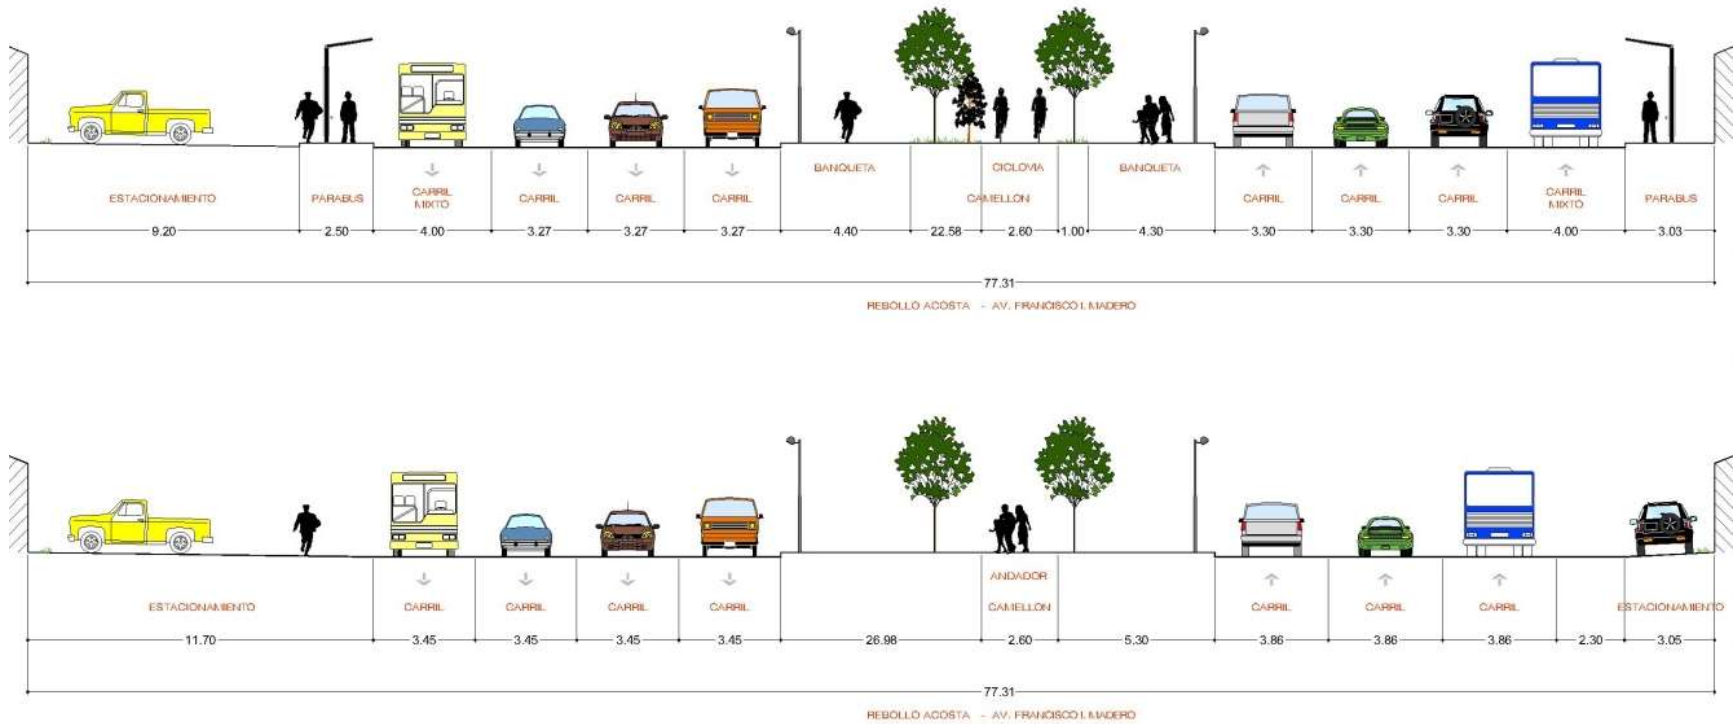 BANQUETA CICLOVIA BANQUETA
ESTACIONAMIENTO PARABUS CARRIL MIXTO CARRIL CARRIL CARRIL CAMELLON CARRIL CARRIL CARRIL CARRIL MIXTO PARABUS
9.20 2.50 4.00 3.27 3.27 3.27 4.40 22.58 2.60 1.00 4.30 3.30 3.30 3.30 4.00 3.03
77.31
REBOLLO ACOSTA - AV. FRANCISCO I. MADERO
ANDADOR
ESTACIONAMIENTO CARRIL CARRIL CARRIL CARRIL CAMELLON CARRIL CARRIL CARRIL ESTACIONAMIENTO
11.70 3.45 3.45 3.45 3.45 26.98 2.60 5.30 3.86 3.86 3.86 2.30 3.05
77.31
REBOLLO ACOSTA - AV. FRANCISCO I. MADERO